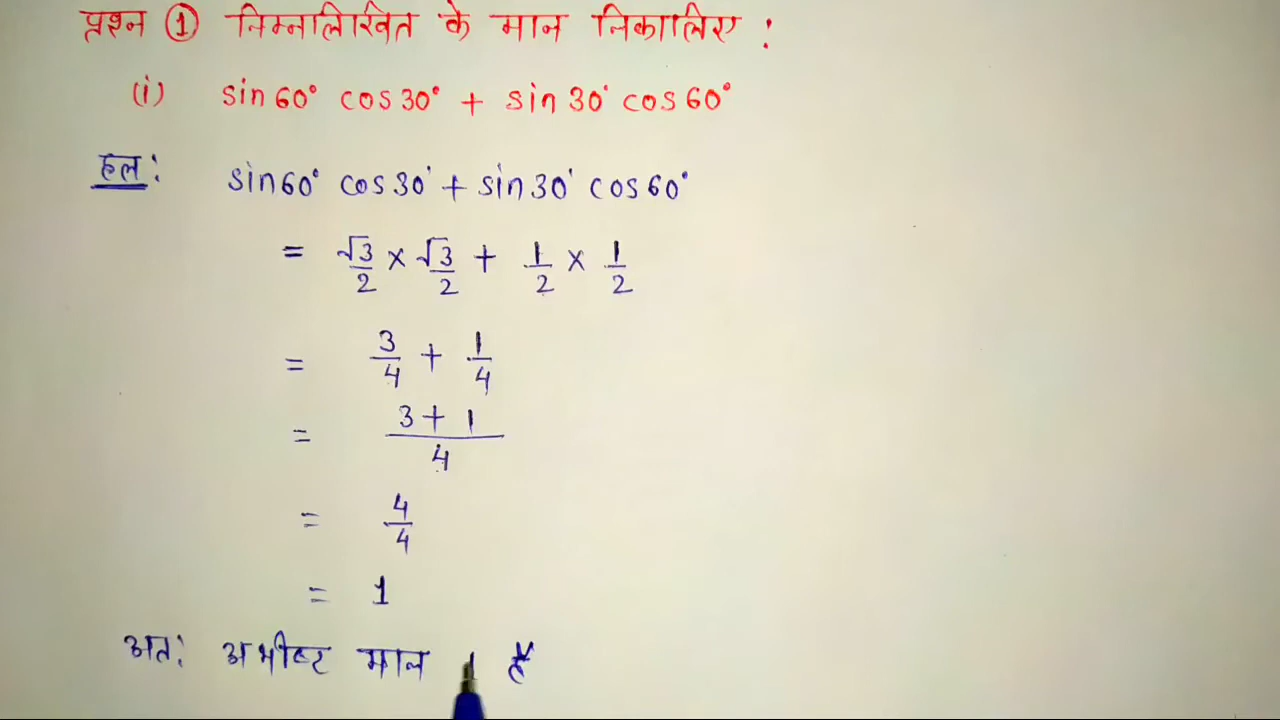 प्रश्न ① निम्नलिखित के मान निकालिए :
(i) sin 60° cos 30° + sin 30° cos 60°
हल: sin 60° cos 30° + sin 30° cos 60°
= √3/2 × √3/2 + 1/2 × 1/2
= 3/4 + 1/4
= 3 + 1/4
= 4/4
= 1
अत: अभीष्ट मान 1 है